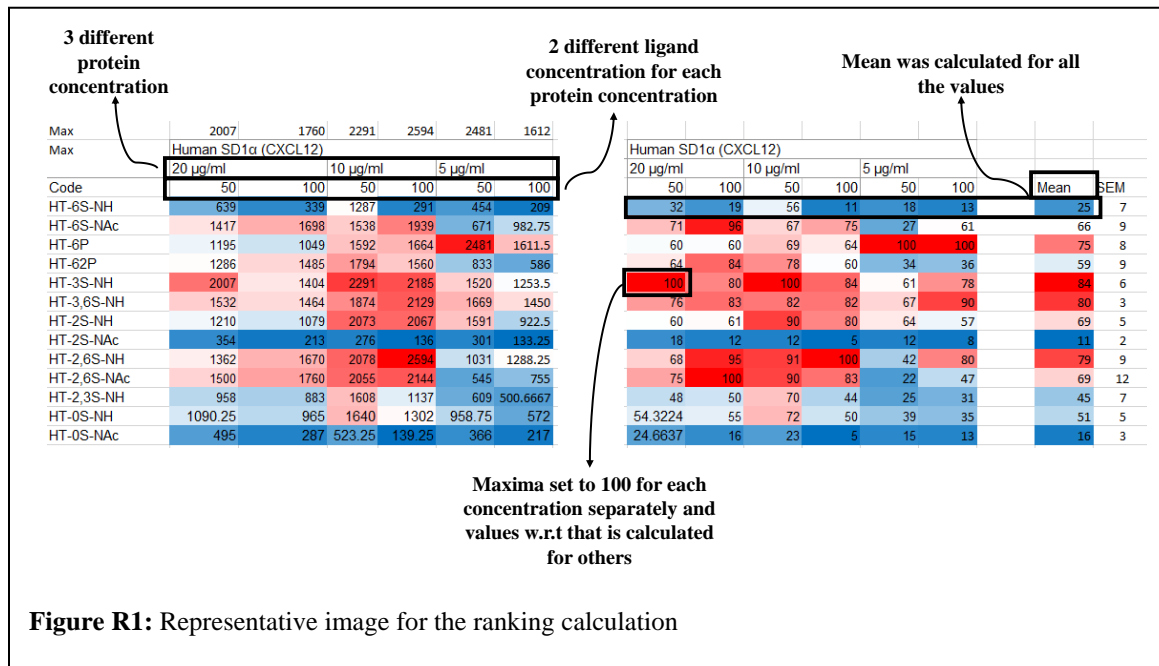 3 different
protein
concentration
2 different ligand
concentration for each
protein concentration
Mean was calculated for all
the values
Max 2007 1760 2291 2594 2481 1612
Max Human SD1α (CXCL12)
20 µg/ml 10 µg/ml 5 µg/ml
Code 50 100 50 100 50 100
HT-6S-NH 639 339 1287 291 454 209
HT-6S-NAc 1417 1698 1538 1939 671 982.75
HT-6P 1195 1049 1592 1664 2481 1611.5
HT-62P 1286 1485 1794 1560 833 586
HT-3S-NH 2007 1404 2291 2185 1520 1253.5
HT-3,6S-NH 1532 1464 1874 2129 1669 1450
HT-2S-NH 1210 1079 2073 2067 1591 922.5
HT-2S-NAc 354 213 276 136 301 133.25
HT-2,6S-NH 1362 1670 2078 2594 1031 1288.25
HT-2,6S-NAc 1500 1760 2055 2144 545 755
HT-2,3S-NH 958 883 1608 1137 609 500.6667
HT-0S-NH 1090.25 965 1640 1302 958.75 572
HT-0S-NAc 495 287 523.25 139.25 366 217
Human SD1α (CXCL12)
20 µg/ml 10 µg/ml 5 µg/ml
50 100 50 100 50 100 Mean SEM
32 19 56 11 18 13 25 7
71 96 67 75 27 61 66 9
60 60 69 64 100 100 75 8
64 84 78 60 34 36 59 9
100 80 100 84 61 78 84 6
76 83 82 82 67 90 80 3
60 61 90 80 64 57 69 5
18 12 12 5 12 8 11 2
68 95 91 100 42 80 79 9
75 100 90 83 22 47 69 12
48 50 70 44 25 31 45 7
54.3224 55 72 50 39 35 51 5
24.6637 16 23 5 15 13 16 3
Maxima set to 100 for each
concentration separately and
values w.r.t that is calculated
for others
Figure R1: Representative image for the ranking calculation